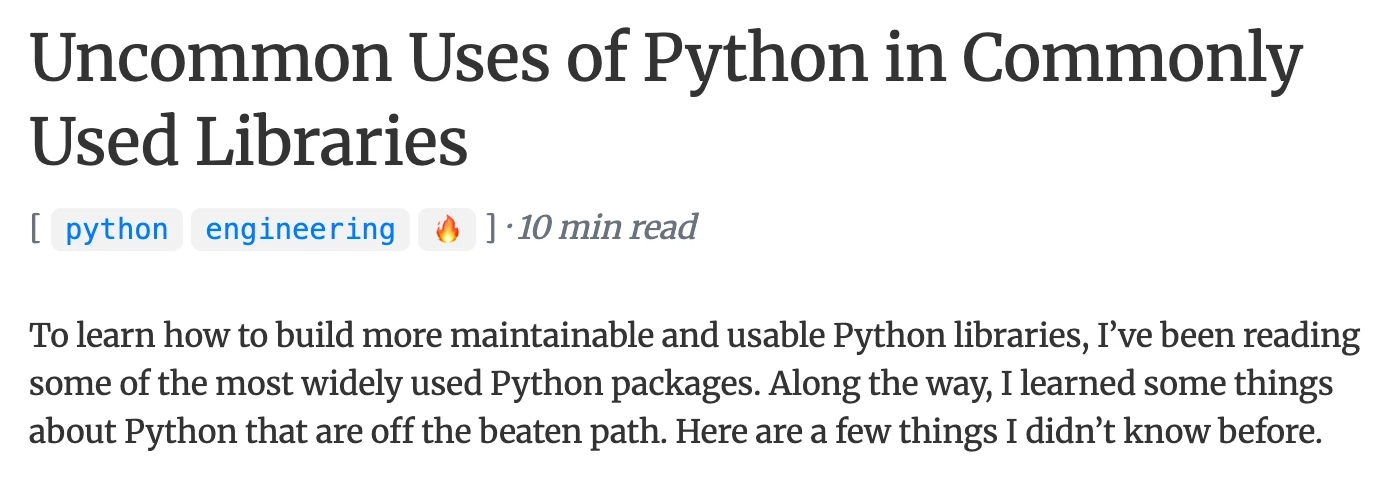 Uncommon Uses of Python in Commonly
Used Libraries
[ python engineering 🔥 ] · 10 min read
To learn how to build more maintainable and usable Python libraries, I’ve been reading
some of the most widely used Python packages. Along the way, I learned some things
about Python that are off the beaten path. Here are a few things I didn’t know before.